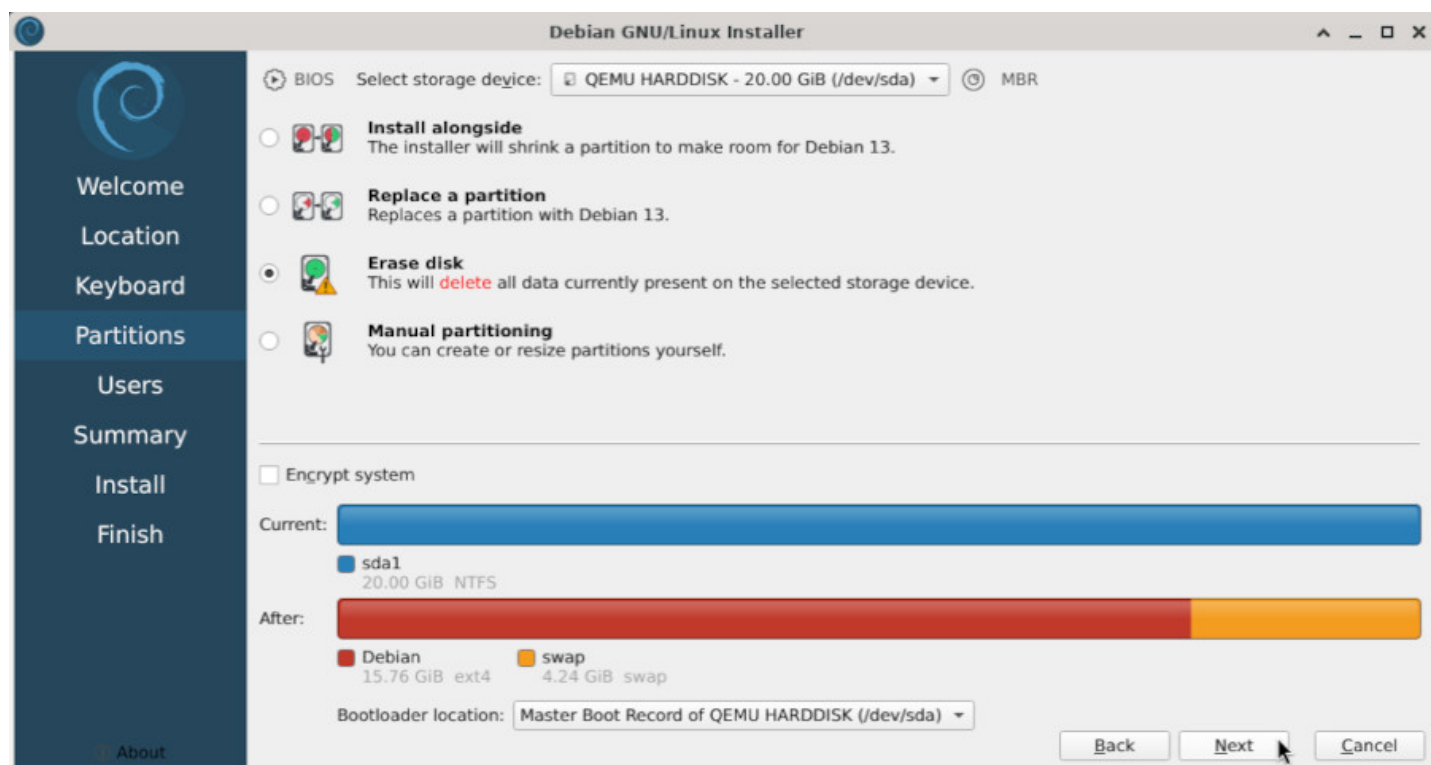 Debian GNU/Linux Installer
BIOS Select storage device: QEMU HARDDISK - 20.00 GiB (/dev/sda) MBR
Install alongside
The installer will shrink a partition to make room for Debian 13.
Replace a partition
Replaces a partition with Debian 13.
Erase disk
This will delete all data currently present on the selected storage device.
Manual partitioning
You can create or resize partitions yourself.
Welcome
Location
Keyboard
Partitions
Users
Summary
Install
Finish
About
Encrypt system
Current:
sda1
20.00 GiB NTFS
After:
Debian swap
15.76 GiB ext4 4.24 GiB swap
Bootloader location: Master Boot Record of QEMU HARDDISK (/dev/sda)
Back Next Cancel